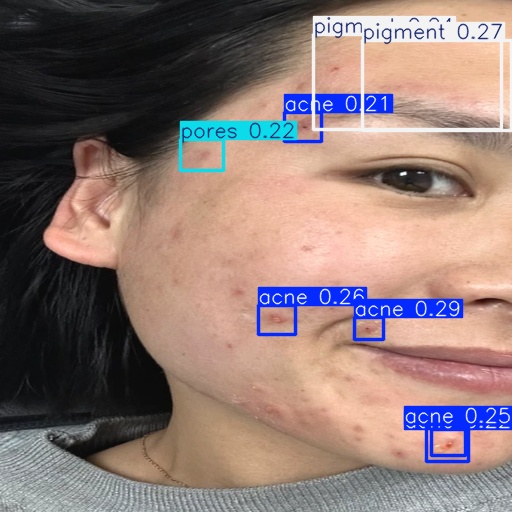 pigment 0.27
acne 0.21
pores 0.22
acne 0.26
acne 0.29
acne 0.25